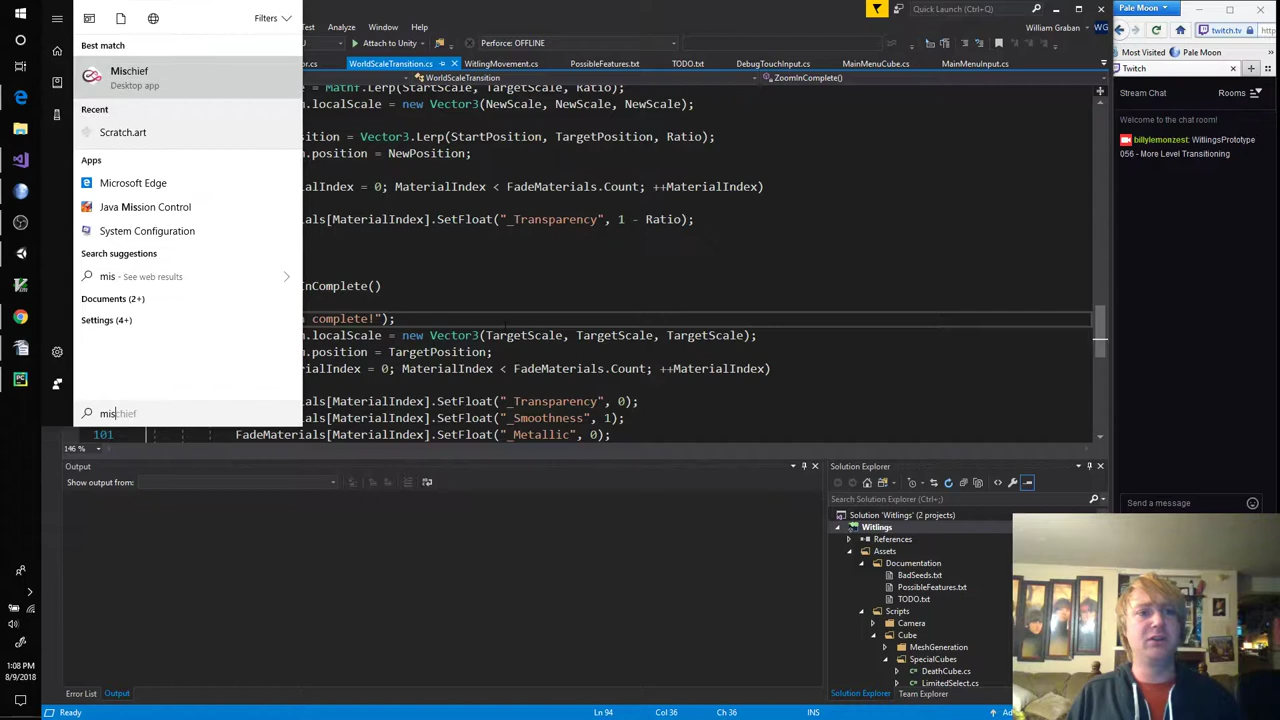 Filters
Best match
Mischief
Desktop app
Recent
Scratch.art
Apps
Microsoft Edge
Java Mission Control
System Configuration
Search suggestions
mis - See web results
Documents (2+)
Settings (4+)
mischief
1:08 PM
8/9/2018
Test Analyze Window Help
Quick Launch (Ctrl+Q)
William Graban WG
Attach to Unity Perforce: OFFLINE
WorldScaleTransition.cs WitlingMovement.cs PossibleFeatures.txt TODO.txt DebugTouchInput.cs MainMenuCube.cs MainMenuInput.cs
WorldScaleTransition ZoomInComplete()
= Mathf.Lerp(StartScale, TargetScale, Ratio);
.localScale = new Vector3(NewScale, NewScale, NewScale);
osition = Vector3.Lerp(StartPosition, TargetPosition, Ratio);
.position = NewPosition;
ialIndex = 0; MaterialIndex < FadeMaterials.Count; ++MaterialIndex)
ials[MaterialIndex].SetFloat("_Transparency", 1 - Ratio);
InComplete()
complete!");
.localScale = new Vector3(TargetScale, TargetScale, TargetScale);
.position = TargetPosition;
ialIndex = 0; MaterialIndex < FadeMaterials.Count; ++MaterialIndex)
ials[MaterialIndex].SetFloat("_Transparency", 0);
ials[MaterialIndex].SetFloat("_Smoothness", 1);
101 FadeMaterials[MaterialIndex].SetFloat("_Metallic", 0);
146 %
Output
Show output from:
Error List Output
Ready Ln 94 Col 36 Ch 36 INS
Solution Explorer
Search Solution Explorer (Ctrl+;)
Solution 'Witlings' (2 projects)
Witlings
References
Assets
Documentation
BadSeeds.txt
PossibleFeatures.txt
TODO.txt
Scripts
Camera
Cube
MeshGeneration
SpecialCubes
DeathCube.cs
LimitedSelect.cs
Solution Explorer Team Explorer
Pale Moon
twitch.tv
Most Visited Pale Moon
Twitch
Stream Chat Rooms
Welcome to the chat room!
billylemonzest: WitlingsPrototype
056 - More Level Transitioning
Send a message